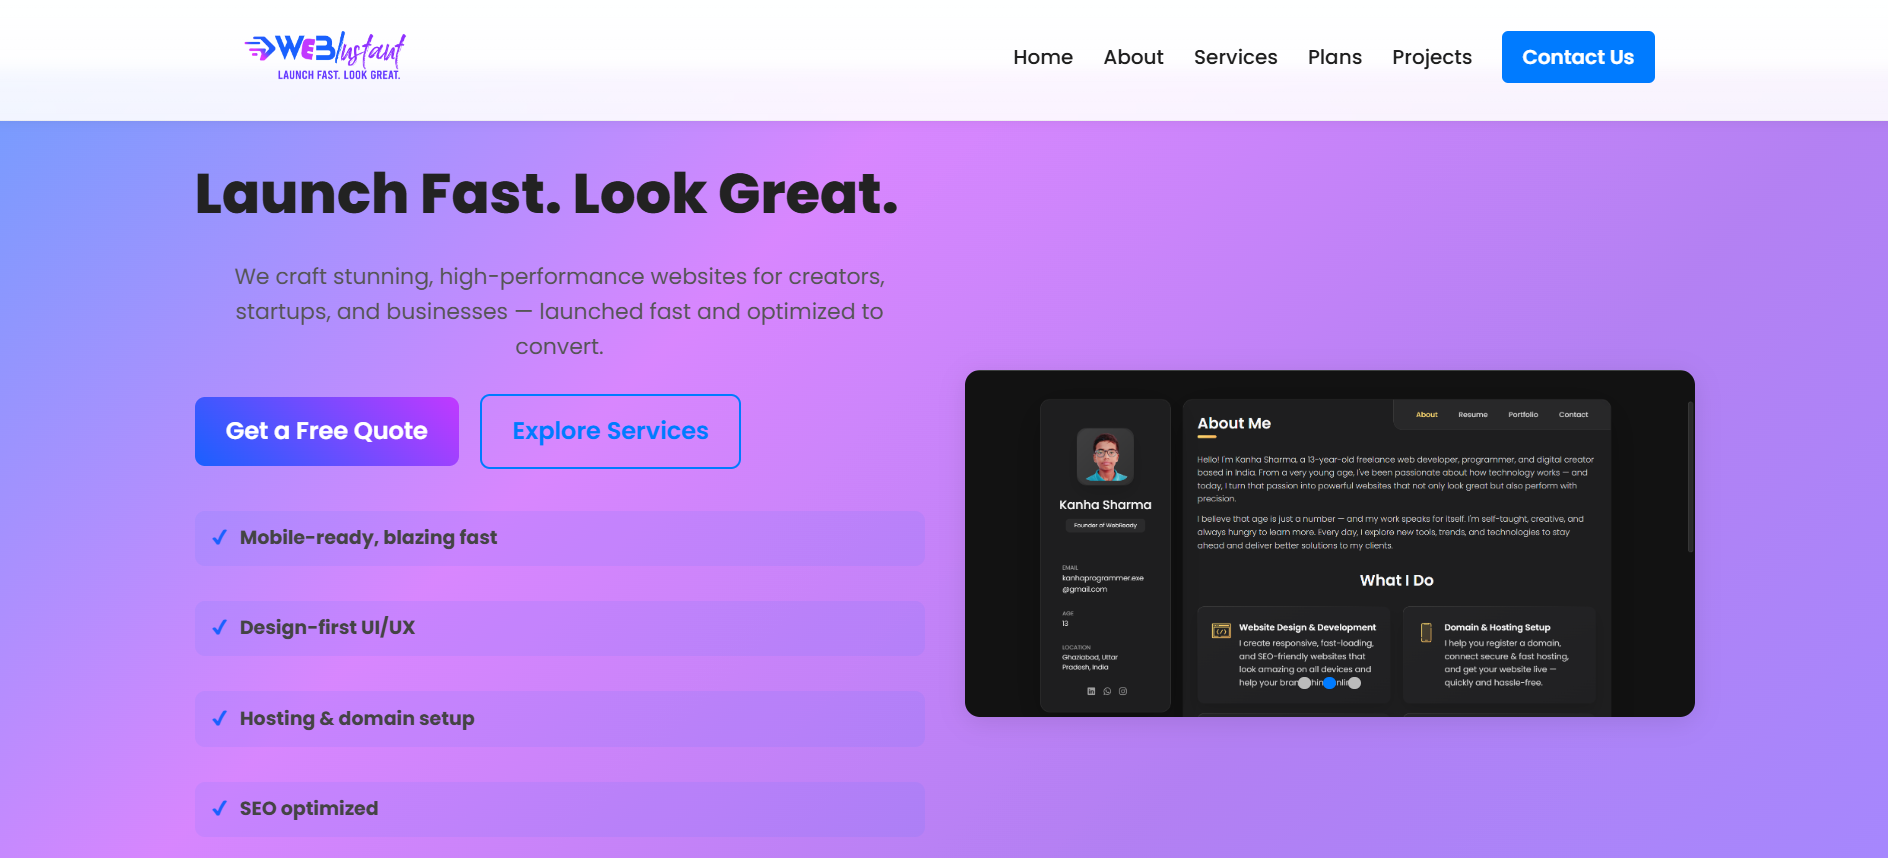 WEBInstant
LAUNCH FAST. LOOK GREAT.
Home About Services Plans Projects Contact Us
Launch Fast. Look Great.
We craft stunning, high-performance websites for creators,
startups, and businesses — launched fast and optimized to
convert.
Get a Free Quote Explore Services
✓ Mobile-ready, blazing fast
✓ Design-first UI/UX
✓ Hosting & domain setup
✓ SEO optimized
Kanha Sharma
Founder of WebReady
EMAIL
kanhaprogrammer.exe
@gmail.com
AGE
13
LOCATION
Ghaziabad, Uttar
Pradesh, India
About Resume Portfolio Contact
About Me
Hello! I'm Kanha Sharma, a 13-year-old freelance web developer, programmer, and digital creator
based in India. From a very young age, I've been passionate about how technology works — and
today, I turn that passion into powerful websites that not only look great but also perform with
precision.
I believe that age is just a number — and my work speaks for itself. I'm self-taught, creative, and
always hungry to learn more. Every day, I explore new tools, trends, and technologies to stay
ahead and deliver better solutions to my clients.
What I Do
Website Design & Development
I create responsive, fast-loading,
and SEO-friendly websites that
look amazing on all devices and
help your
Domain & Hosting Setup
I help you register a domain,
connect secure & fast hosting,
and get your website live —
quickly and hassle-free.